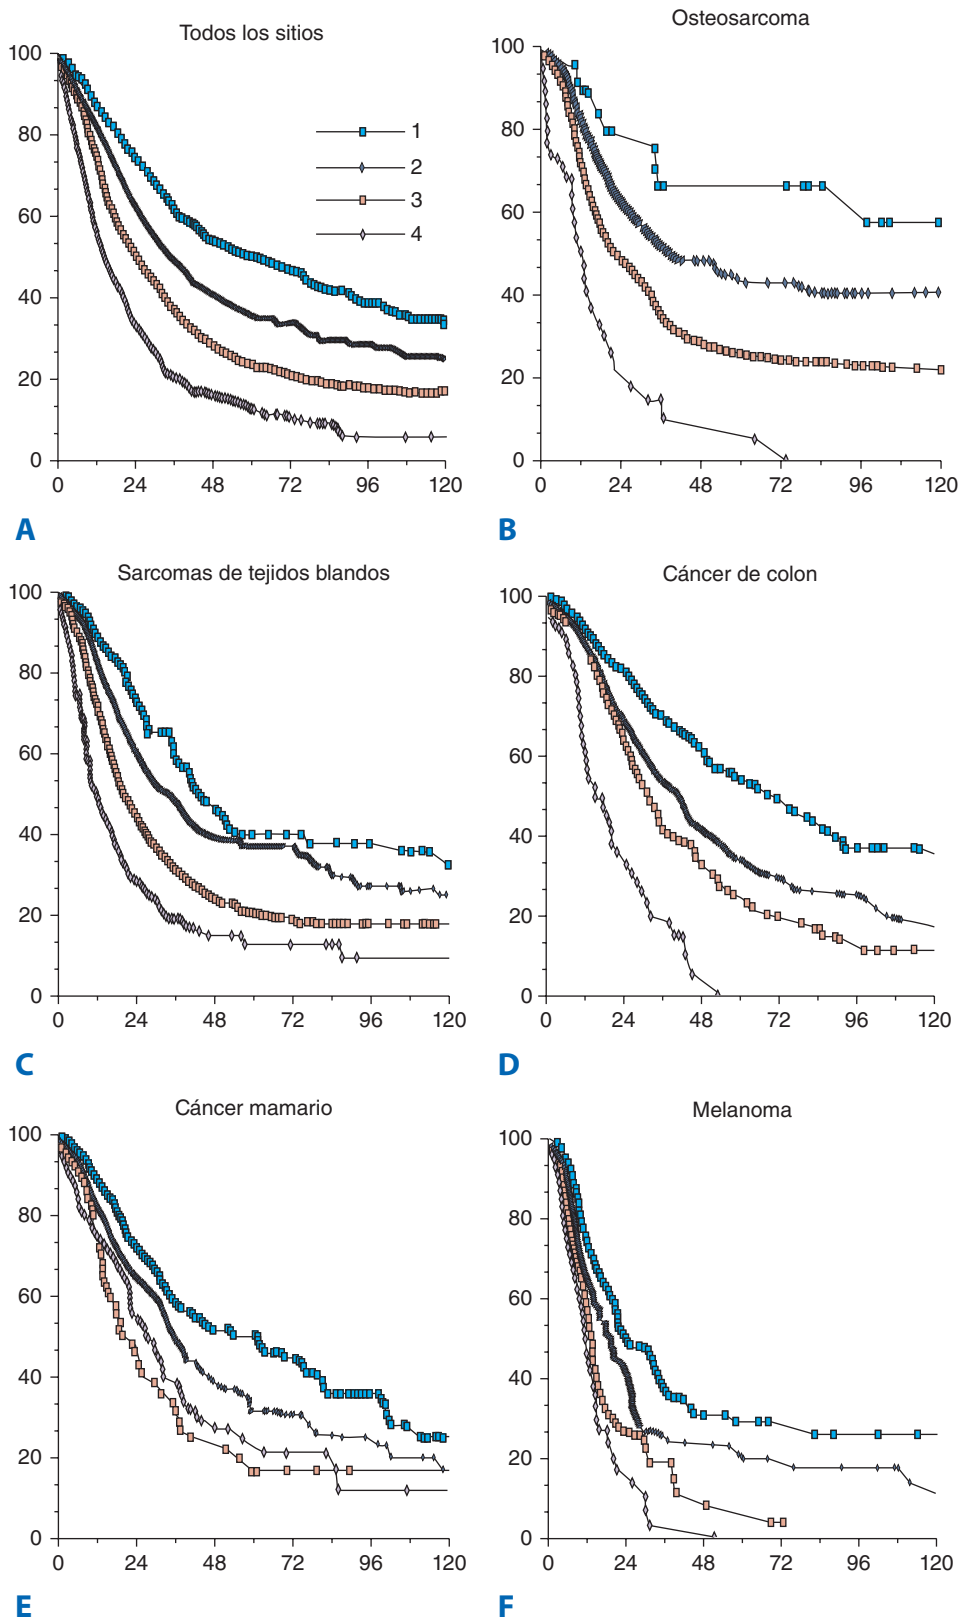 Todos los sitios
100
80
60
40
20
0
0 24 48 72 96 120
1
2
3
4
A
Osteosarcoma
100
80
60
40
20
0
0 24 48 72 96 120
B
Sarcomas de tejidos blandos
100
80
60
40
20
0
0 24 48 72 96 120
C
Cáncer de colon
100
80
60
40
20
0
0 24 48 72 96 120
D
Cáncer mamario
100
80
60
40
20
0
0 24 48 72 96 120
E
Melanoma
100
80
60
40
20
0
0 24 48 72 96 120
F